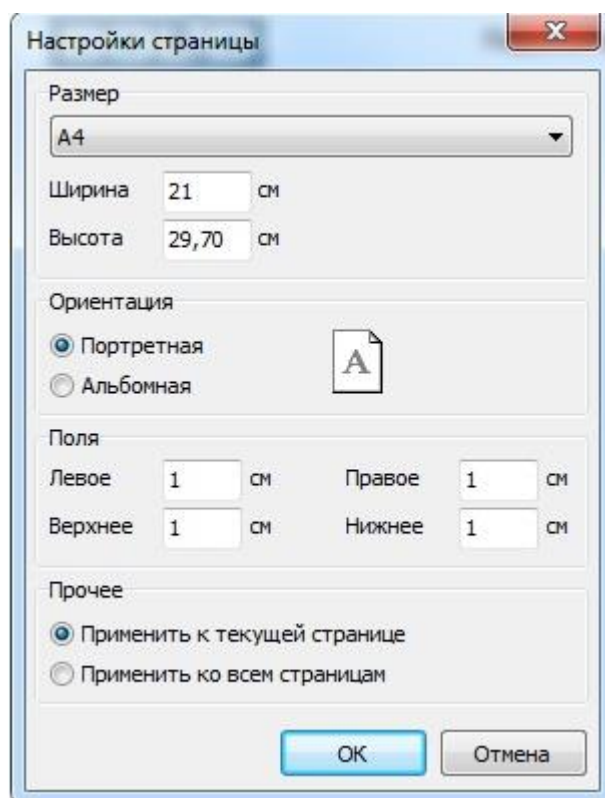 Настройки страницы
Размер
A4
Ширина 21 см
Высота 29,70 см
Ориентация
Портретная
A
Альбомная
Поля
Левое 1 см Правое 1 см
Верхнее 1 см Нижнее 1 см
Прочее
Применить к текущей странице
Применить ко всем страницам
OK Отмена